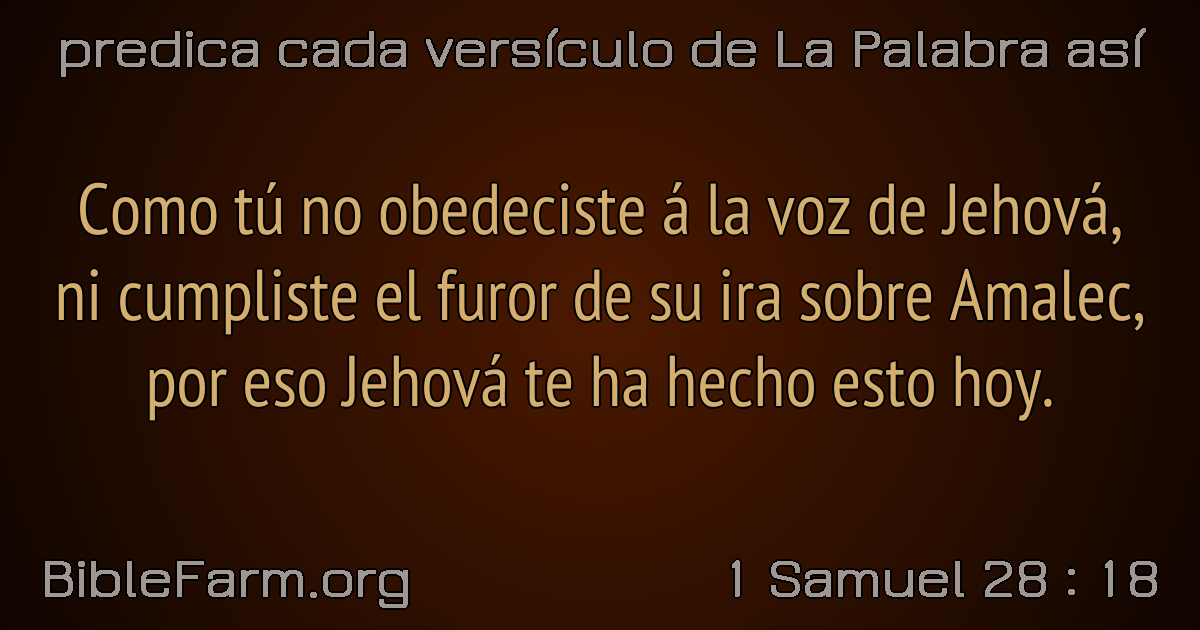 predica cada versículo de La Palabra así
Como tú no obedeciste á la voz de Jehová,
ni cumpliste el furor de su ira sobre Amalec,
por eso Jehová te ha hecho esto hoy.
BibleFarm.org
1 Samuel 28 : 18